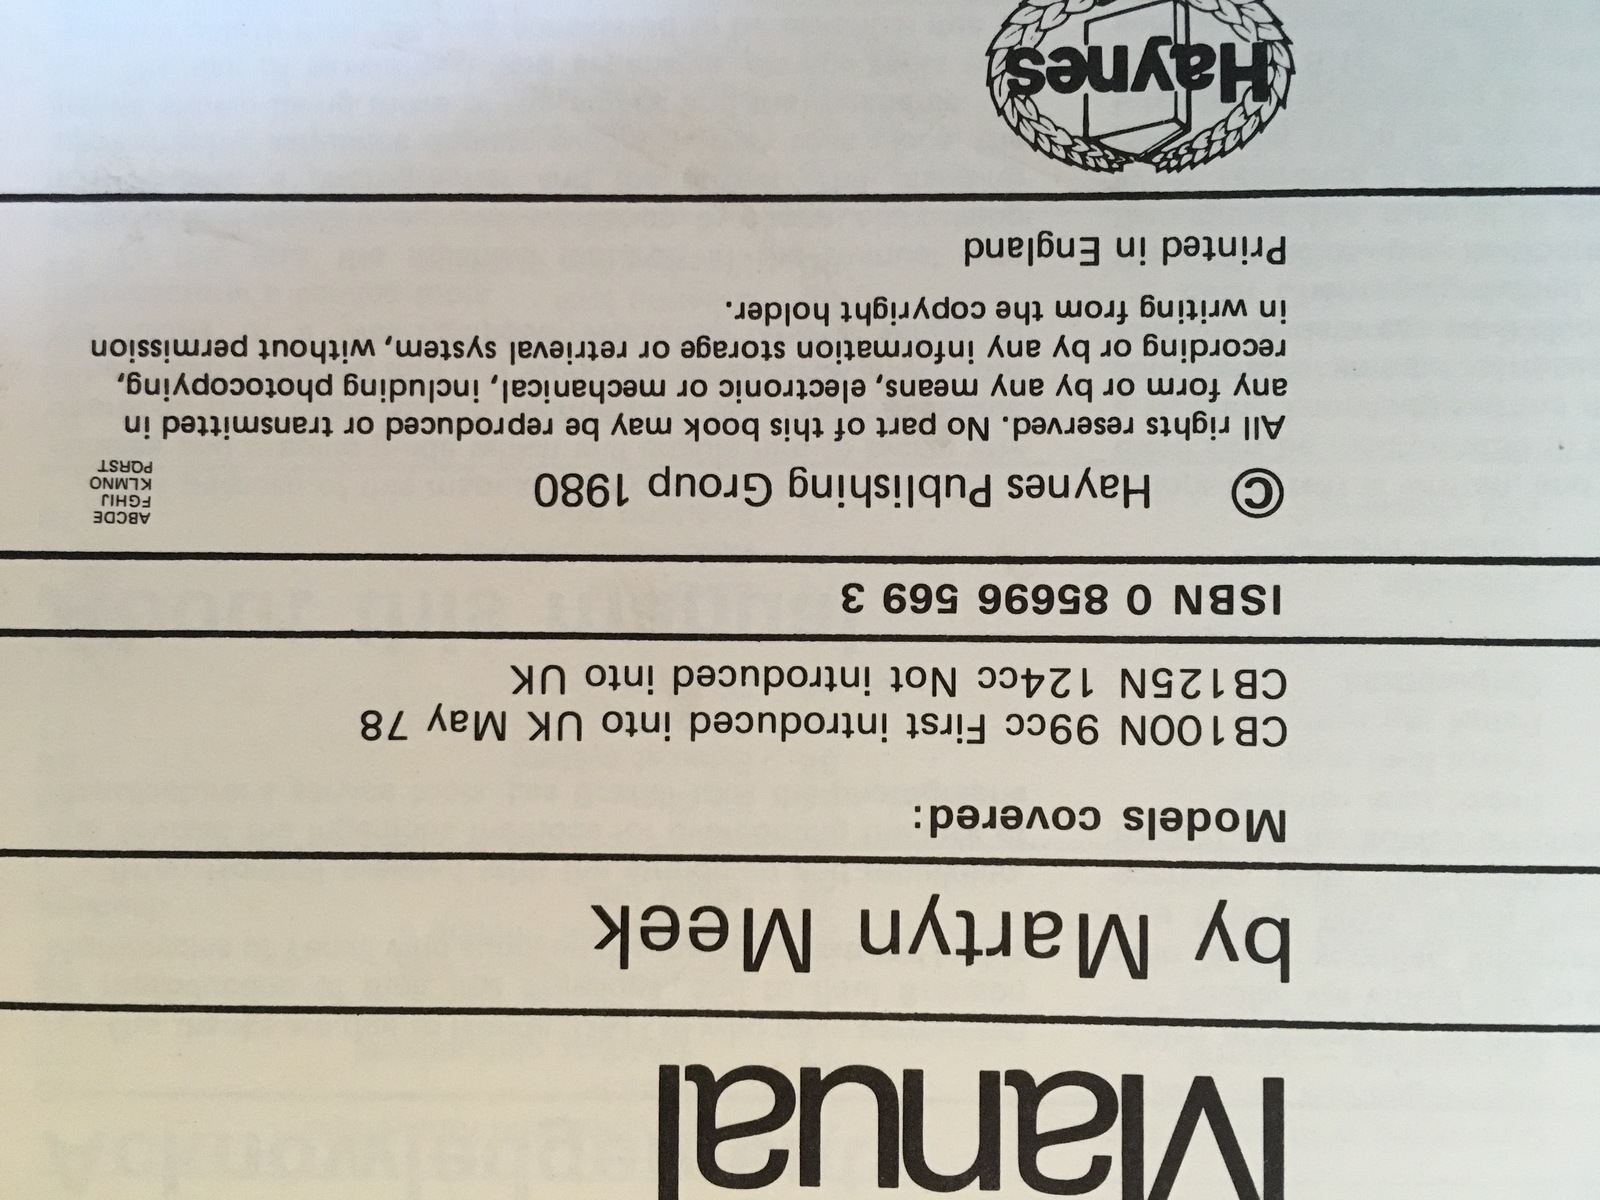 Manual
by Martyn Meek
Models covered:
CB100N 99cc First introduced into UK May 78
CB125N 124cc Not introduced into UK
ISBN 0 85696 569 3
© Haynes Publishing Group 1980
ABCDE
FGHIJ
KLMNO
PQRST
All rights reserved. No part of this book may be reproduced or transmitted in
any form or by any means, electronic or mechanical, including photocopying,
recording or by any information storage or retrieval system, without permission
in writing from the copyright holder.
Printed in England
Haynes